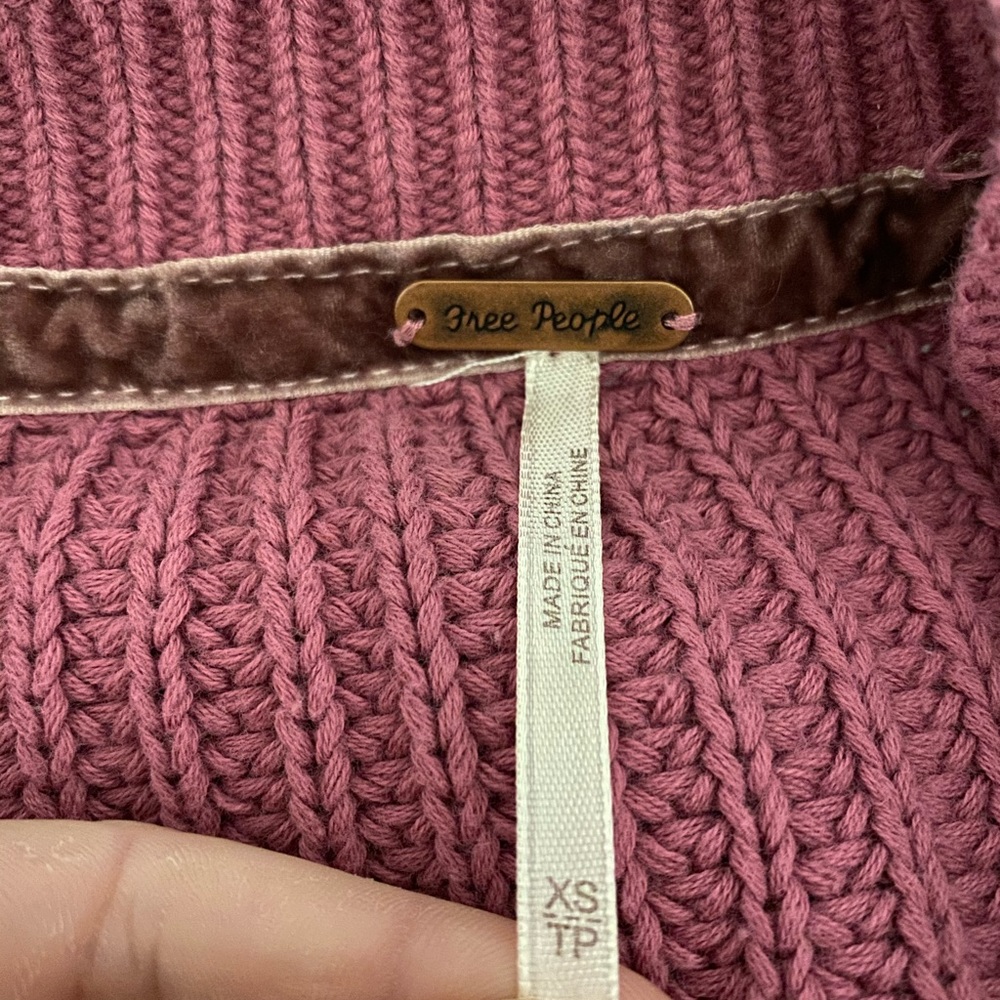 Free People
MADE IN CHINA
FABRIQUÉ EN CHINE
XS
TP